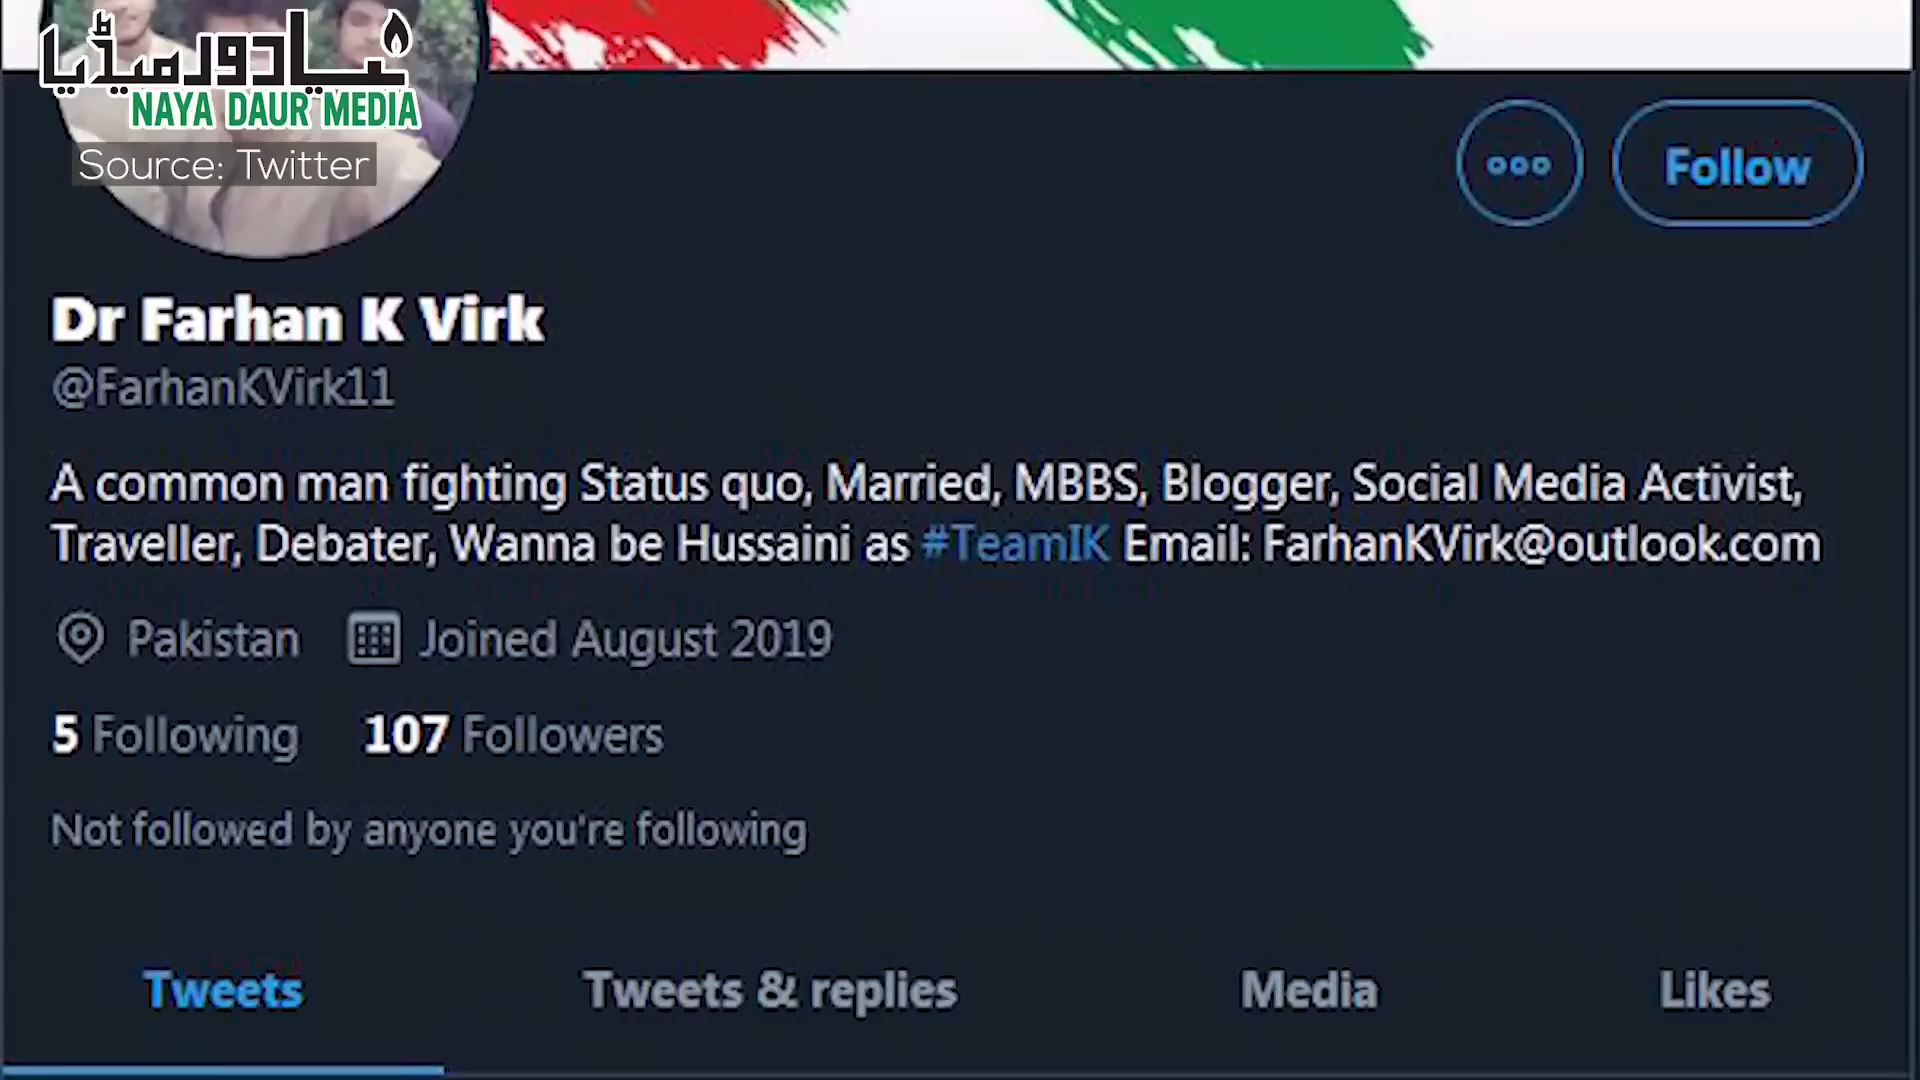 نیا دور میڈیا
NAYA DAUR MEDIA
Source: Twitter
Follow
Dr Farhan K Virk
@FarhanKVirk11
A common man fighting Status quo, Married, MBBS, Blogger, Social Media Activist,
Traveller, Debater, Wanna be Hussaini as #TeamIK Email: FarhanKVirk@outlook.com
Pakistan Joined August 2019
5 Following 107 Followers
Not followed by anyone you're following
Tweets Tweets & replies Media Likes